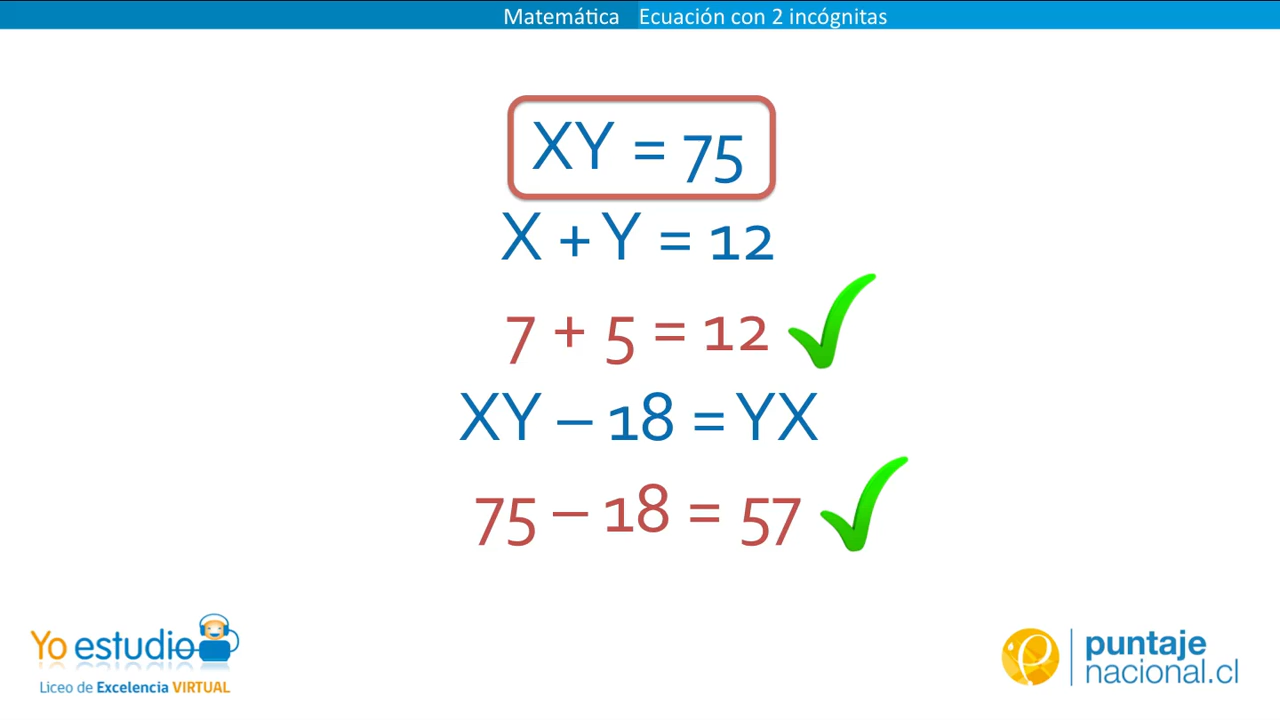 Matemática Ecuación con 2 incógnitas
XY = 75
X + Y = 12
7 + 5 = 12
XY – 18 = YX
75 – 18 = 57
Yo estudio
Liceo de Excelencia VIRTUAL
puntaje
nacional.cl